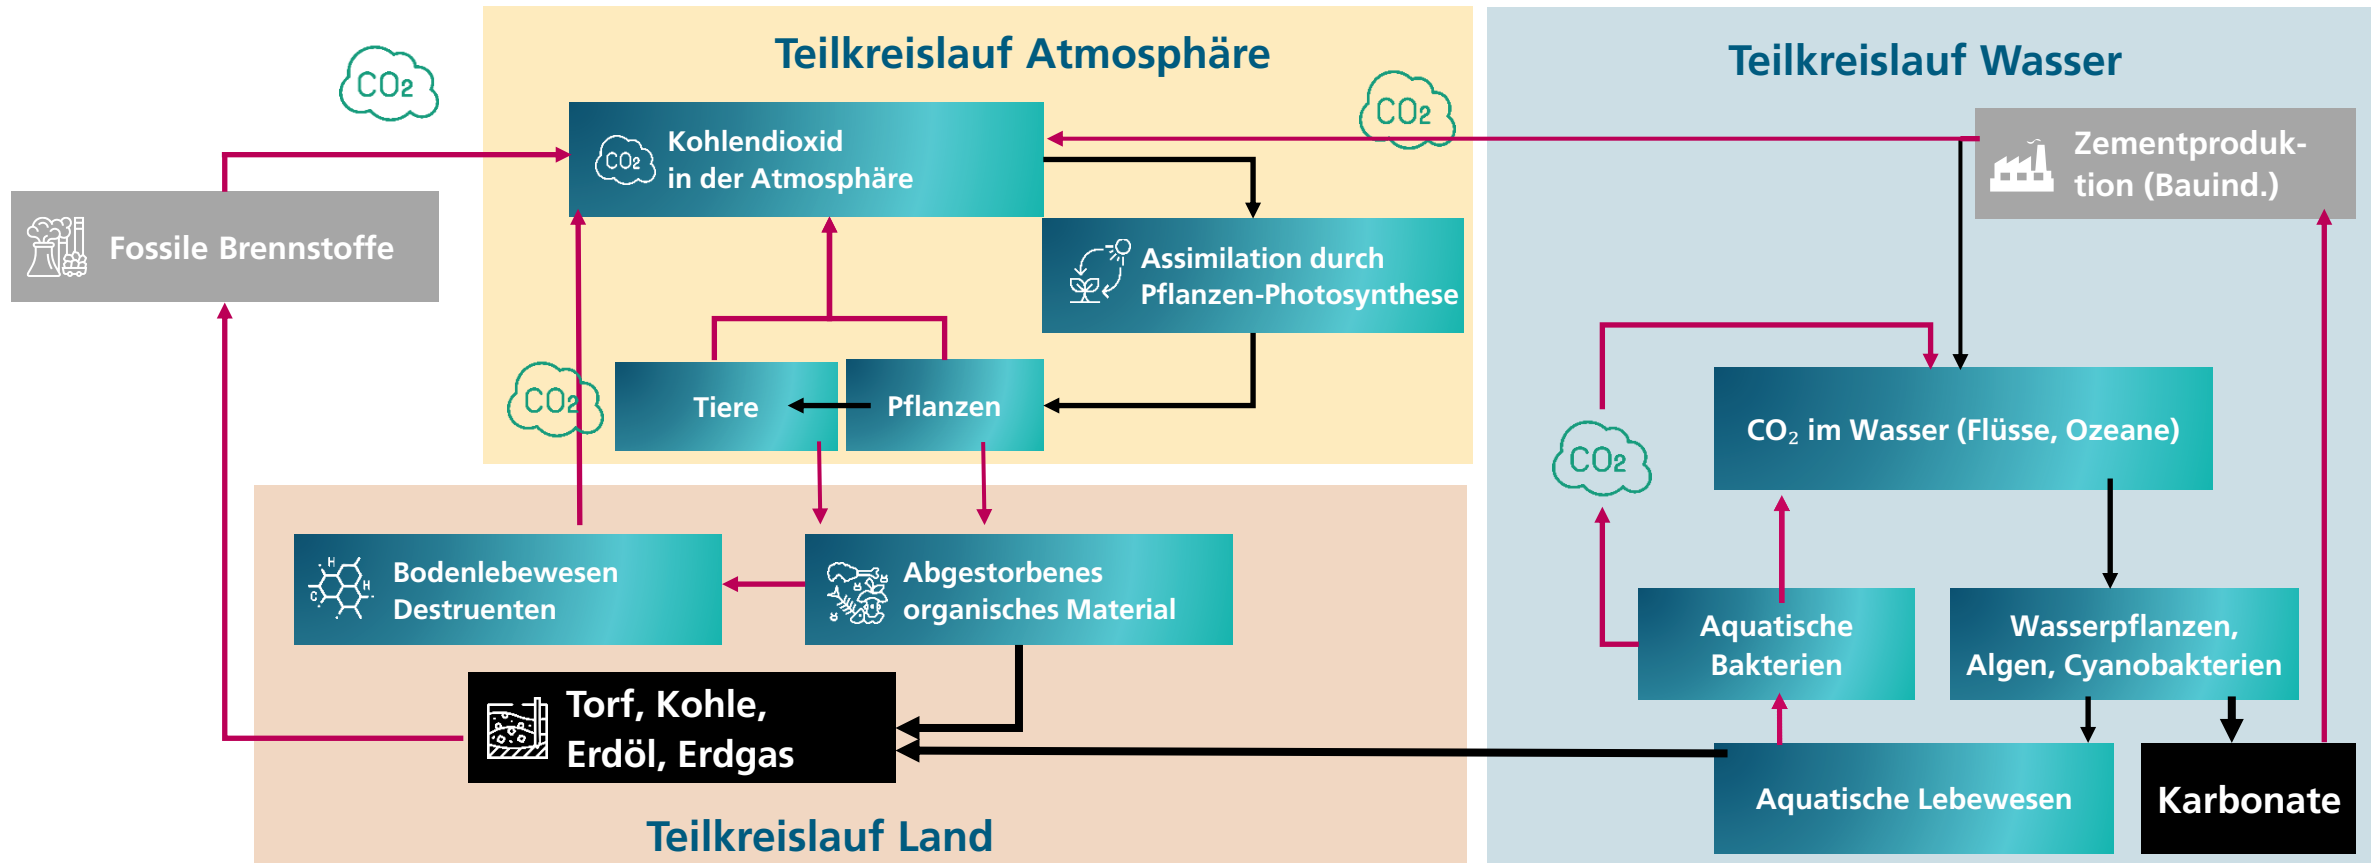 Teilkreislauf Atmosphäre
Teilkreislauf Wasser
CO2
CO2
CO2
Kohlendioxid
in der Atmosphäre
Zementproduk-
tion (Bauind.)
Fossile Brennstoffe
Assimilation durch
Pflanzen-Photosynthese
CO2
Tiere
Pflanzen
CO₂ im Wasser (Flüsse, Ozeane)
CO2
H
C
H
Bodenlebewesen
Destruenten
Abgestorbenes
organisches Material
Aquatische
Bakterien
Wasserpflanzen,
Algen, Cyanobakterien
Torf, Kohle,
Erdöl, Erdgas
Aquatische Lebewesen
Karbonate
Teilkreislauf Land